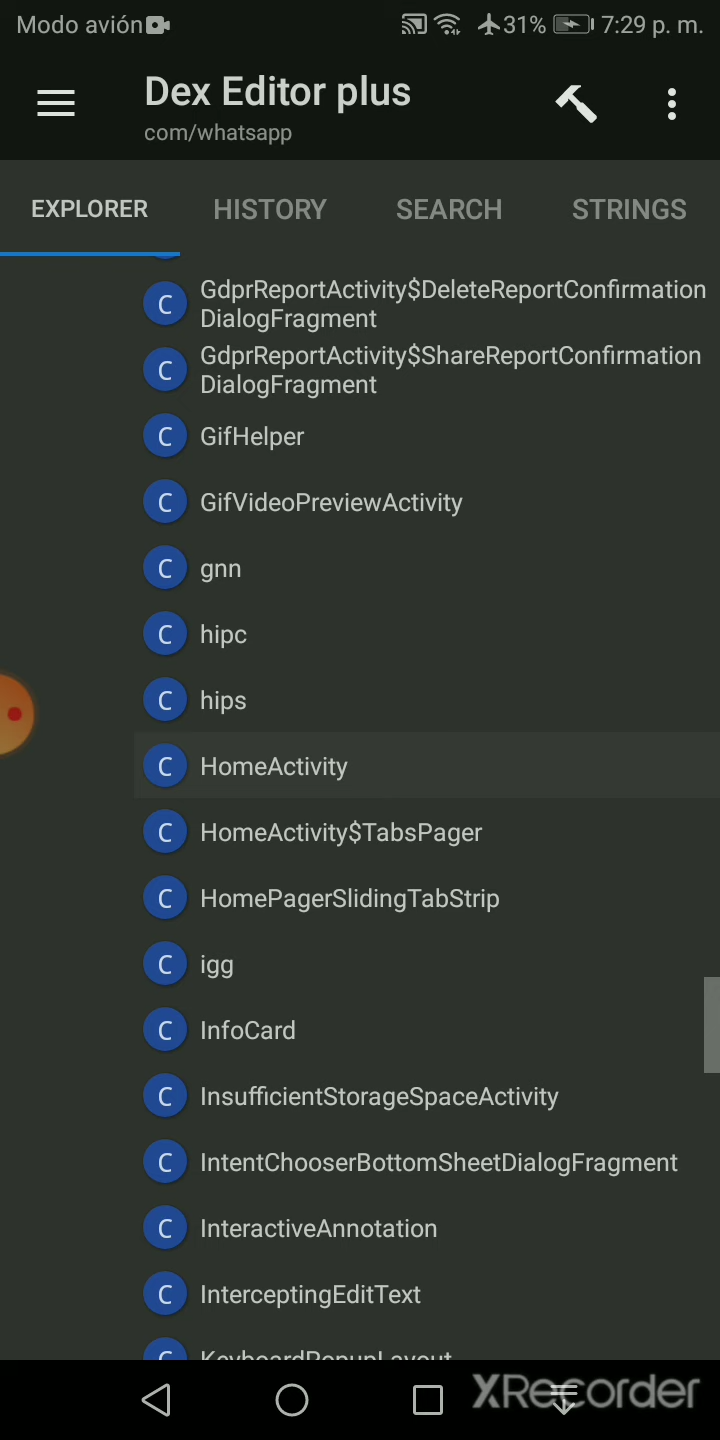 Modo avión 31% 7:29 p. m.
Dex Editor plus
com/whatsapp
EXPLORER HISTORY SEARCH STRINGS
C GdprReportActivity$DeleteReportConfirmation
DialogFragment
C GdprReportActivity$ShareReportConfirmation
DialogFragment
C GifHelper
C GifVideoPreviewActivity
C gnn
C hipc
C hips
C HomeActivity
C HomeActivity$TabsPager
C HomePagerSlidingTabStrip
C igg
C InfoCard
C InsufficientStorageSpaceActivity
C IntentChooserBottomSheetDialogFragment
C InteractiveAnnotation
C InterceptingEditText
C KeyboardPopupLayout
XRecorder